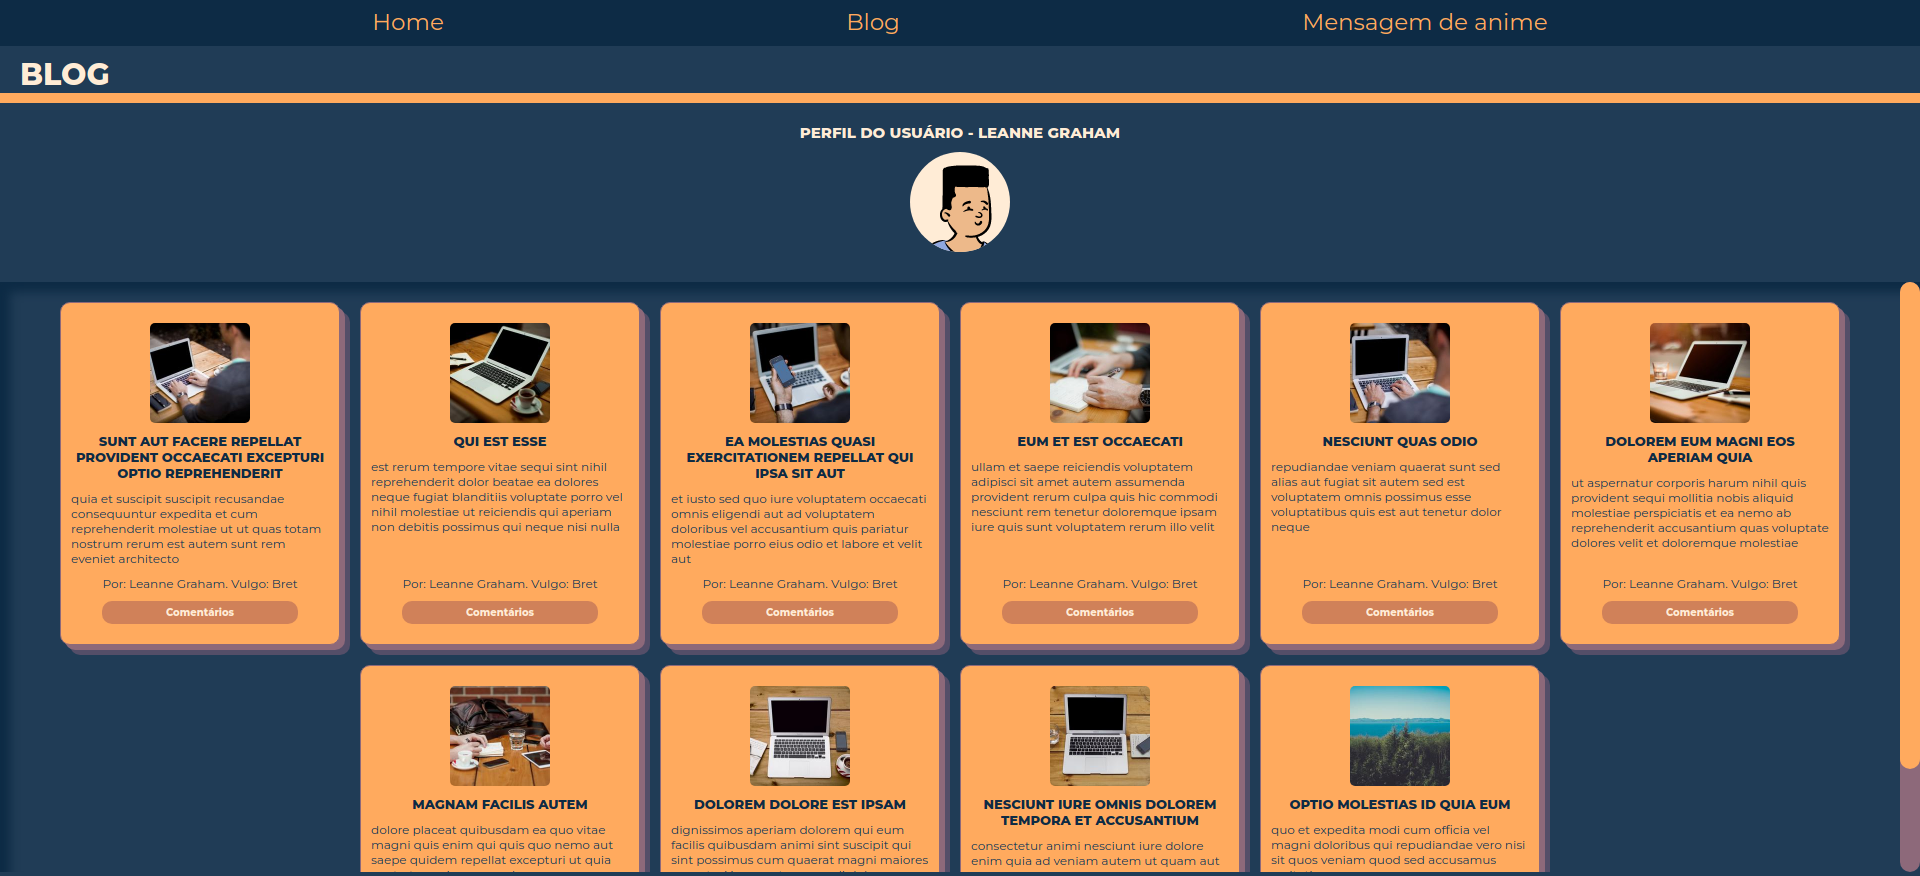 Home
Blog
Mensagem de anime
BLOG
PERFIL DO USUÁRIO - LEANNE GRAHAM
SUNT AUT FACERE REPELLAT
PROVIDENT OCCAECATI EXCEPTURI
OPTIO REPREHENDERIT
quia et suscipit suscipit recusandae
consequuntur expedita et cum
reprehenderit molestiae ut ut quas totam
nostrum rerum est autem sunt rem
eveniet architecto
Por: Leanne Graham. Vulgo: Bret
Comentários
QUI EST ESSE
est rerum tempore vitae sequi sint nihil
reprehenderit dolor beatae ea dolores
neque fugiat blanditiis voluptate porro vel
nihil molestiae ut reiciendis qui aperiam
non debitis possimus qui neque nisi nulla
Por: Leanne Graham. Vulgo: Bret
Comentários
EA MOLESTIAS QUASI
EXERCITATIONEM REPELLAT QUI
IPSA SIT AUT
et iusto sed quo iure voluptatem occaecati
omnis eligendi aut ad voluptatem
doloribus vel accusantium quis pariatur
molestiae porro eius odio et labore et velit
aut
Por: Leanne Graham. Vulgo: Bret
Comentários
EUM ET EST OCCAECATI
ullam et saepe reiciendis voluptatem
adipisci sit amet autem assumenda
provident rerum culpa quis hic commodi
nesciunt rem tenetur doloremque ipsam
iure quis sunt voluptatem rerum illo velit
Por: Leanne Graham. Vulgo: Bret
Comentários
NESCIUNT QUAS ODIO
repudiandae veniam quaerat sunt sed
alias aut fugiat sit autem sed est
voluptatem omnis possimus esse
voluptatibus quis est aut tenetur dolor
neque
Por: Leanne Graham. Vulgo: Bret
Comentários
DOLOREM EUM MAGNI EOS
APERIAM QUIA
ut aspernatur corporis harum nihil quis
provident sequi mollitia nobis aliquid
molestiae perspiciatis et ea nemo ab
reprehenderit accusantium quas voluptate
dolores velit et doloremque molestiae
Por: Leanne Graham. Vulgo: Bret
Comentários
MAGNAM FACILIS AUTEM
dolore placeat quibusdam ea quo vitae
magni quis enim qui quis quo nemo aut
saepe quidem repellat excepturi ut quia
DOLOREM DOLORE EST IPSAM
dignissimos aperiam dolorem qui eum
facilis quibusdam animi sint suscipit qui
sint possimus cum quaerat magni maiores
NESCIUNT IURE OMNIS DOLOREM
TEMPORA ET ACCUSANTIUM
consectetur animi nesciunt iure dolore
enim quia ad veniam autem ut quam aut
OPTIO MOLESTIAS ID QUIA EUM
quo et expedita modi cum officia vel
magni doloribus qui repudiandae vero nisi
sit quos veniam quod sed accusamus